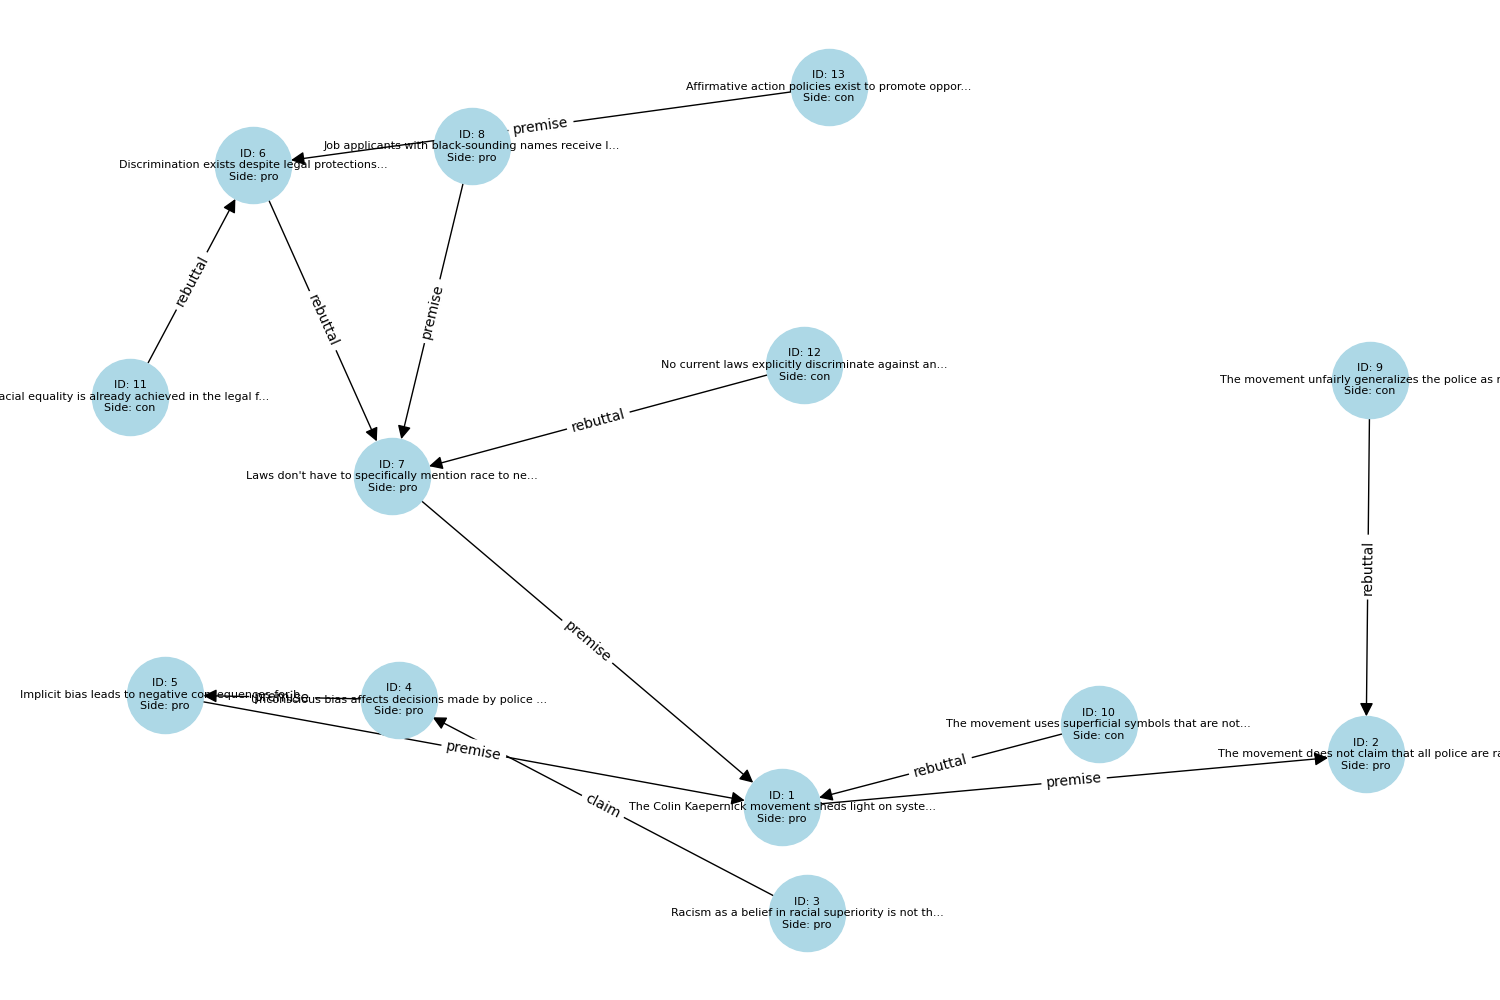 ID: 13
Affirmative action policies exist to promote oppor...
Side: con
premise
ID: 8
Job applicants with black-sounding names receive l...
Side: pro
ID: 6
Discrimination exists despite legal protections...
Side: pro
rebuttal
rebuttal
premise
ID: 12
No current laws explicitly discriminate against an...
Side: con
ID: 9
The movement unfairly generalizes the police as r
Side: con
ID: 11
acial equality is already achieved in the legal f...
Side: con
rebuttal
ID: 7
Laws don't have to specifically mention race to ne...
Side: pro
rebuttal
premise
ID: 5
Implicit bias leads to negative consequences for b
Side: pro
premise
ID: 4
Unconscious bias affects decisions made by police ...
Side: pro
premise
ID: 10
The movement uses superficial symbols that are not...
Side: con
rebuttal
ID: 2
The movement does not claim that all police are ra
Side: pro
premise
claim
ID: 1
The Colin Kaepernick movement sheds light on syste...
Side: pro
ID: 3
Racism as a belief in racial superiority is not th...
Side: pro